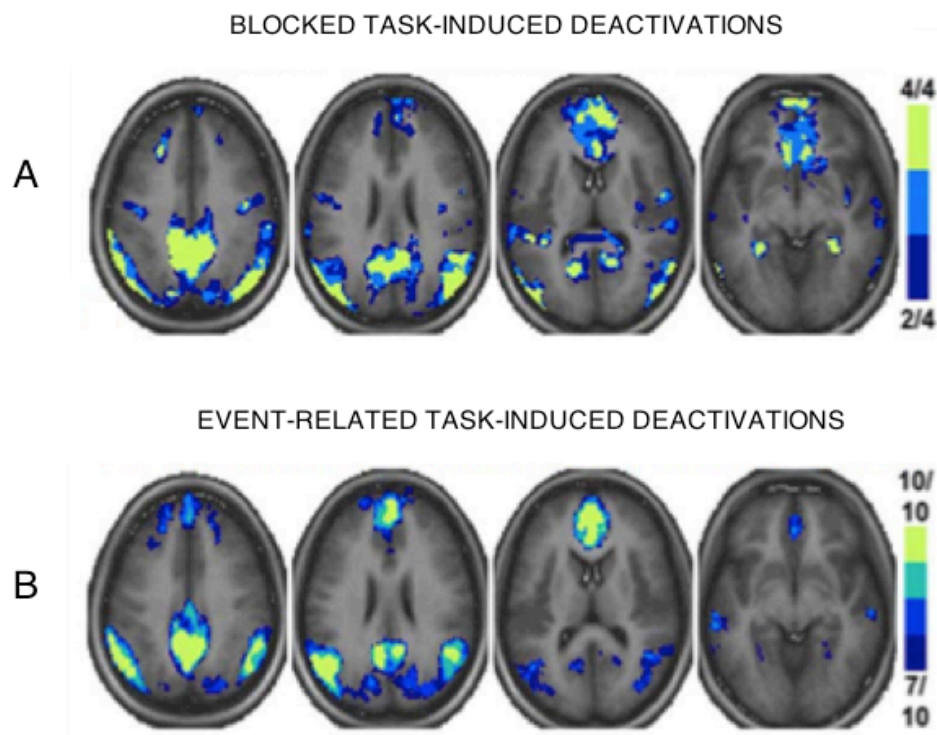 BLOCKED TASK-INDUCED DEACTIVATIONS
A
4/4
2/4
EVENT-RELATED TASK-INDUCED DEACTIVATIONS
B
10/
10
7/
10